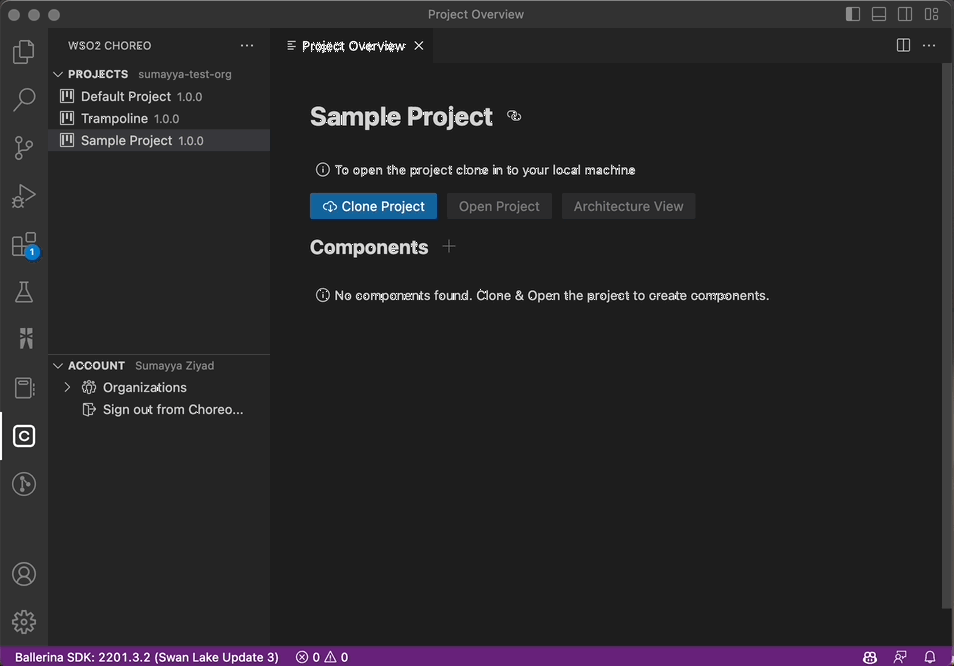 Project Overview
WSO2 CHOREO
Project Overview
PROJECTS sumayya-test-org
Default Project 1.0.0
Trampoline 1.0.0
Sample Project 1.0.0
Sample Project
To open the project clone in to your local machine
Clone Project Open Project Architecture View
Components
No components found. Clone & Open the project to create components.
1
ACCOUNT Sumayya Ziyad
Organizations
Sign out from Choreo...
Ballerina SDK: 2201.3.2 (Swan Lake Update 3) 0 0